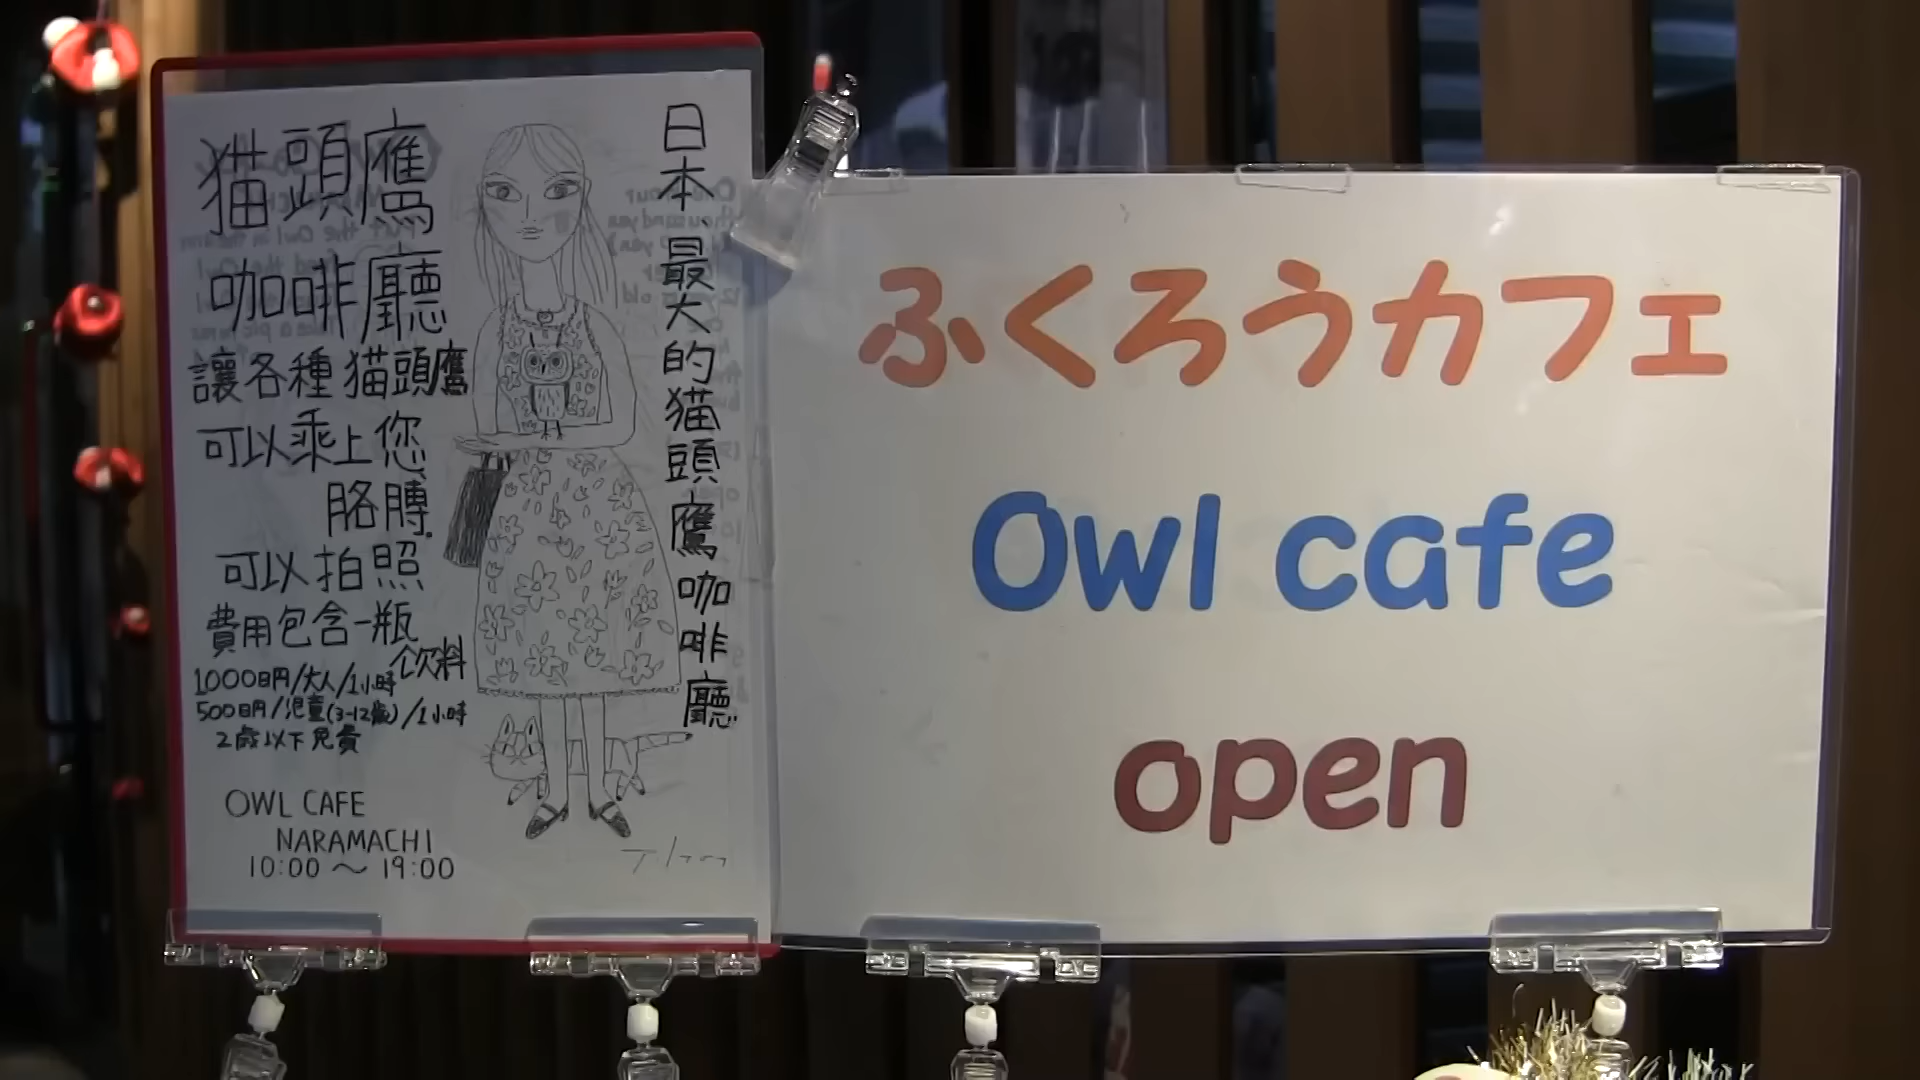 猫頭鷹
咖啡廳
讓各種猫頭鷹
可以乘上您
胳膊.
可以拍照
費用包含一瓶
飲料
1000日円/大人/1小時
500日円/児童(3-12歳)/1小時
2歳以下免費
OWL CAFE
NARAMACHI
10:00～19:00
日本最大的猫頭鷹咖啡廳
ふくろうカフェ
Owl cafe
open